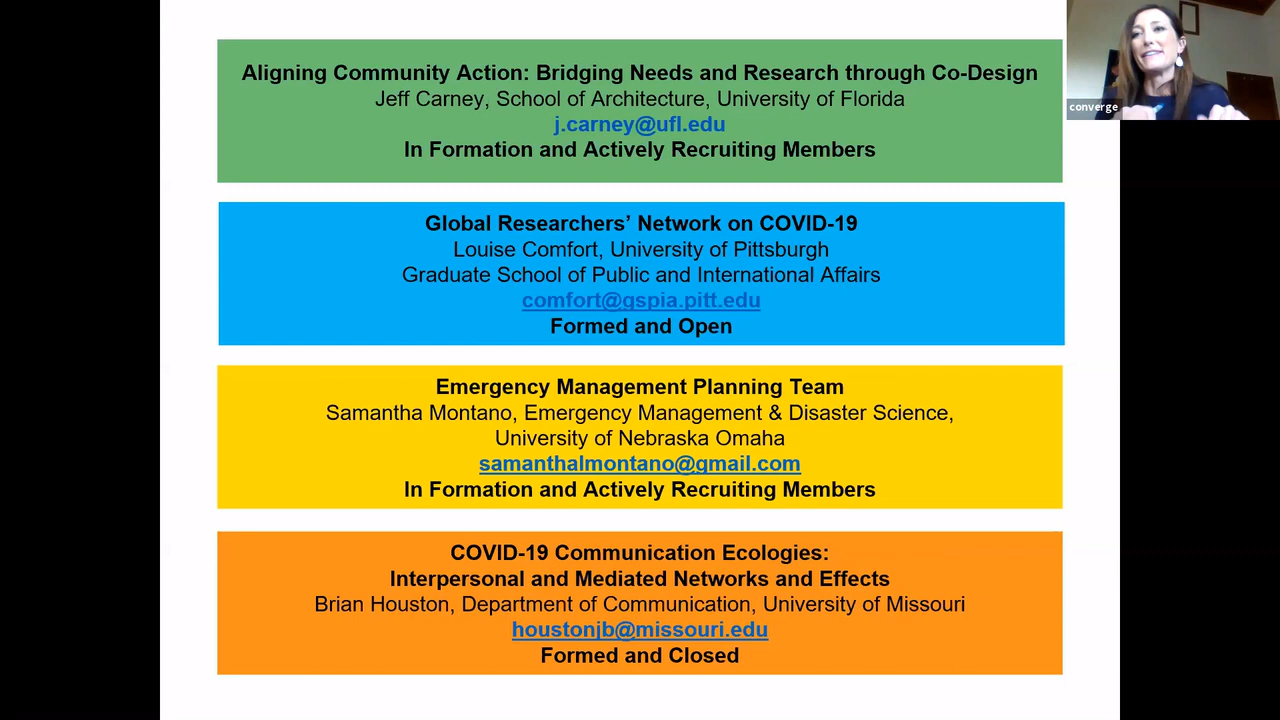 Aligning Community Action: Bridging Needs and Research through Co-Design
Jeff Carney, School of Architecture, University of Florida
j.carney@ufl.edu
In Formation and Actively Recruiting Members
converge
Global Researchers’ Network on COVID-19
Louise Comfort, University of Pittsburgh
Graduate School of Public and International Affairs
comfort@gspia.pitt.edu
Formed and Open
Emergency Management Planning Team
Samantha Montano, Emergency Management & Disaster Science,
University of Nebraska Omaha
samanthalmontano@gmail.com
In Formation and Actively Recruiting Members
COVID-19 Communication Ecologies:
Interpersonal and Mediated Networks and Effects
Brian Houston, Department of Communication, University of Missouri
houstonjb@missouri.edu
Formed and Closed